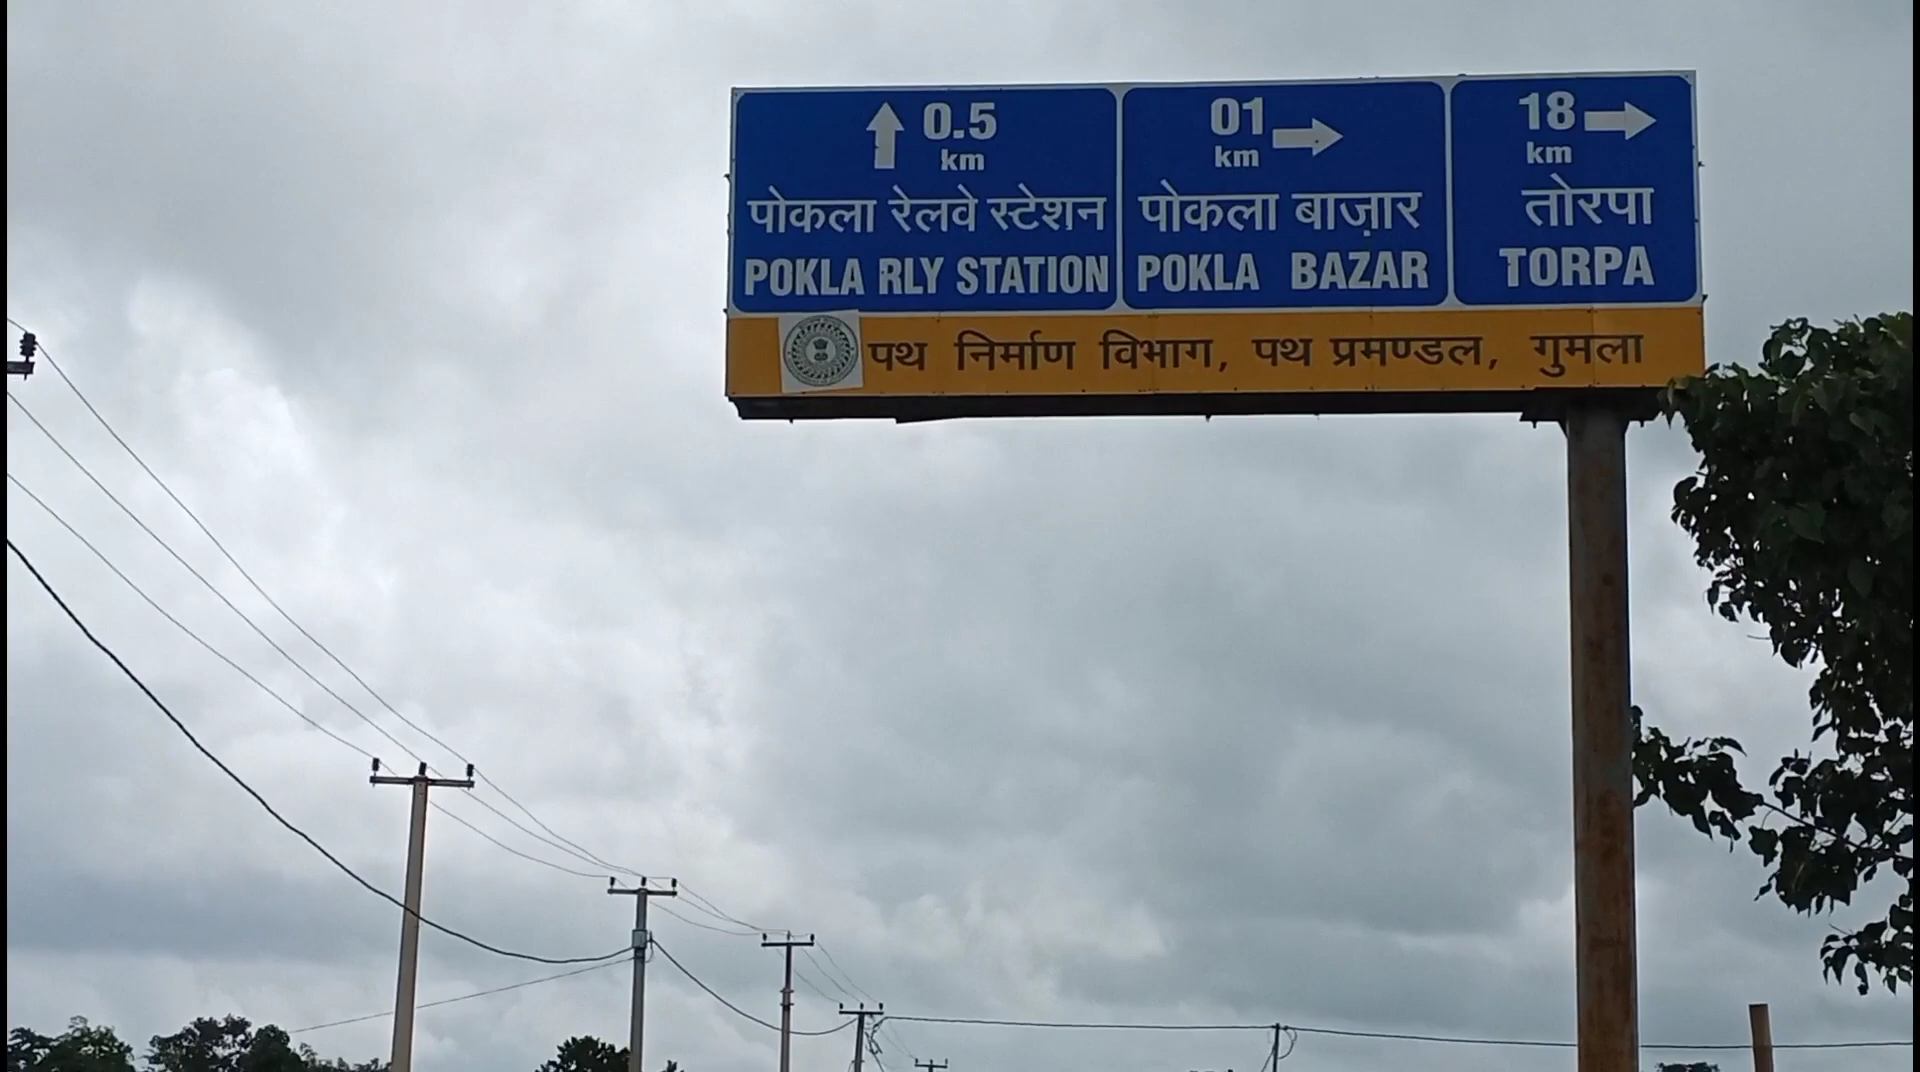 0.5
km
पोकला रेलवे स्टेशन
POKLA RLY STATION
01
km
पोकला बाज़ार
POKLA BAZAR
18
km
तोरपा
TORPA
पथ निर्माण विभाग, पथ प्रमण्डल, गुमला